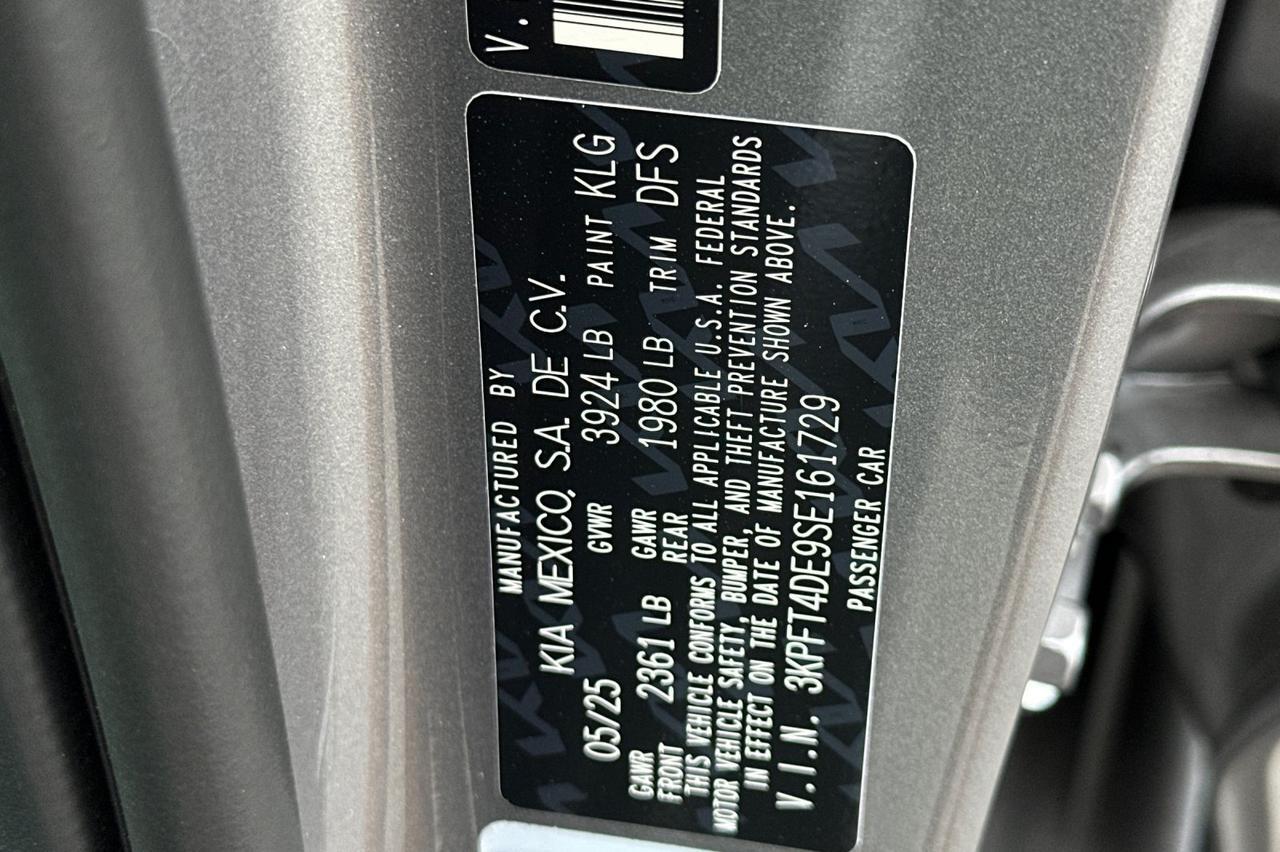 V.
MANUFACTURED BY
KIA MEXICO, S.A. DE C.V.
05/25 GVWR 3924 LB PAINT KLG
GAWR FRONT 2361 LB GAWR REAR 1980 LB TRIM DFS
THIS VEHICLE CONFORMS TO ALL APPLICABLE U.S.A. FEDERAL
MOTOR VEHICLE SAFETY, BUMPER, AND THEFT PREVENTION STANDARDS
IN EFFECT ON THE DATE OF MANUFACTURE SHOWN ABOVE.
V.I.N. 3KPFT4DE9SE161729
PASSENGER CAR